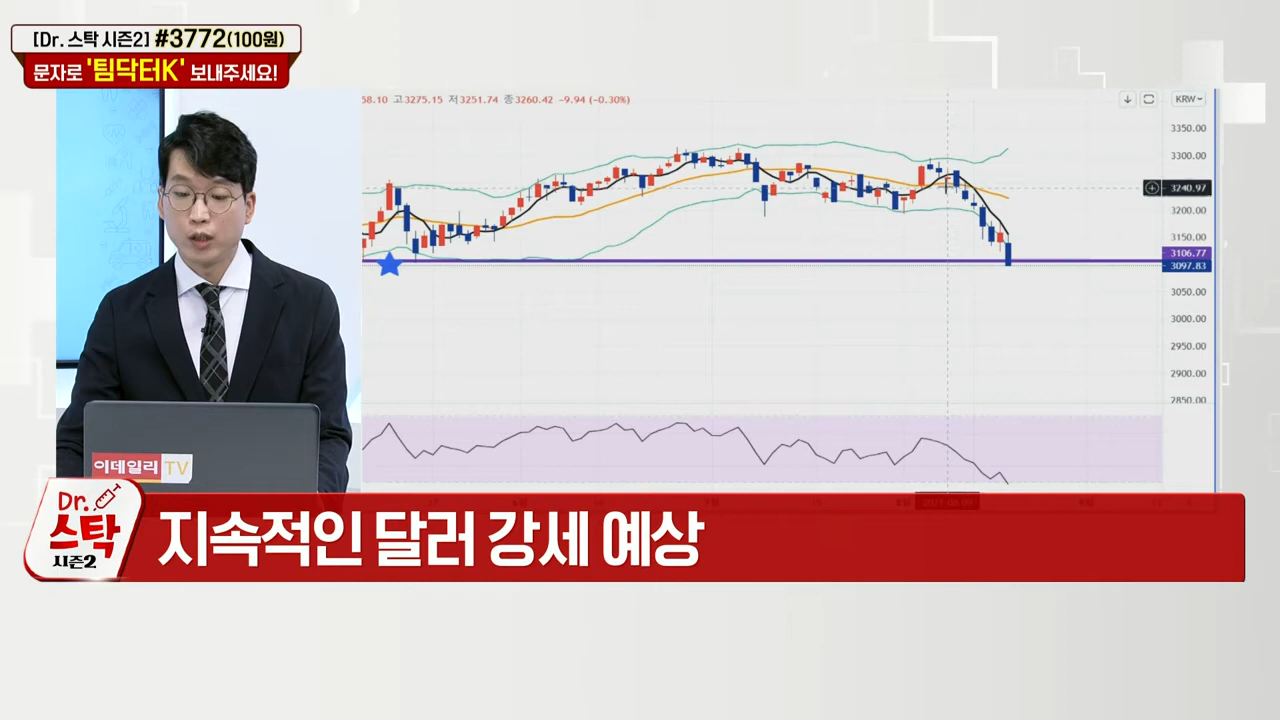 [Dr. 스탁 시즌2] #3772(100원)
문자로 '팀닥터K' 보내주세요!
58.10 고3275.15 저3251.74 종3260.42 -9.94 (-0.30%)
KRW
3350.00
3300.00
3240.97
3200.00
3150.00
3106.77
3097.83
3050.00
3000.00
2950.00
2900.00
2850.00
이데일리 TV
Dr.
스탁
시즌2
지속적인 달러 강세 예상